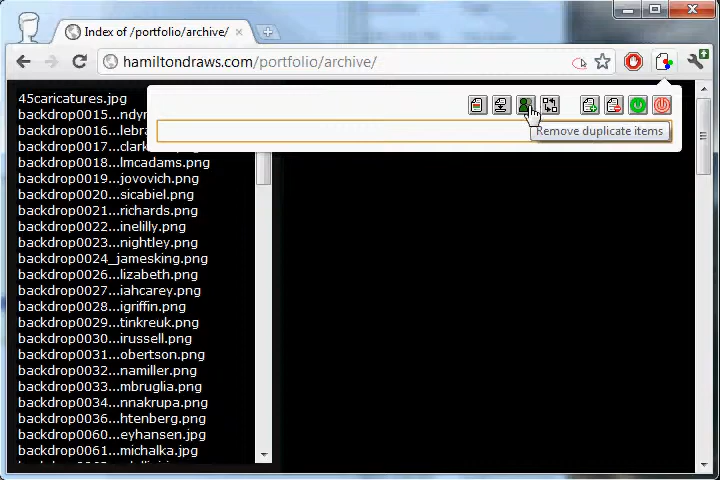 Index of /portfolio/archive/
hamiltondraws.com/portfolio/archive/
45caricatures.jpg
backdrop0015...ndyn
backdrop0016...lebra
backdrop0017...clark
Remove duplicate items
backdrop0018...lmcadams.png
backdrop0019...jovovich.png
backdrop0020...sicabiel.png
backdrop0021...richards.png
backdrop0022...inelilly.png
backdrop0023...nightley.png
backdrop0024_jamesking.png
backdrop0026...lizabeth.png
backdrop0027...iahcarey.png
backdrop0028...igriffin.png
backdrop0029...tinkreuk.png
backdrop0030...irussell.png
backdrop0031...obertson.png
backdrop0032...namiller.png
backdrop0033...mbruglia.png
backdrop0034...nnakrupa.png
backdrop0036...htenberg.png
backdrop0060...eyhansen.jpg
backdrop0061...michalka.jpg